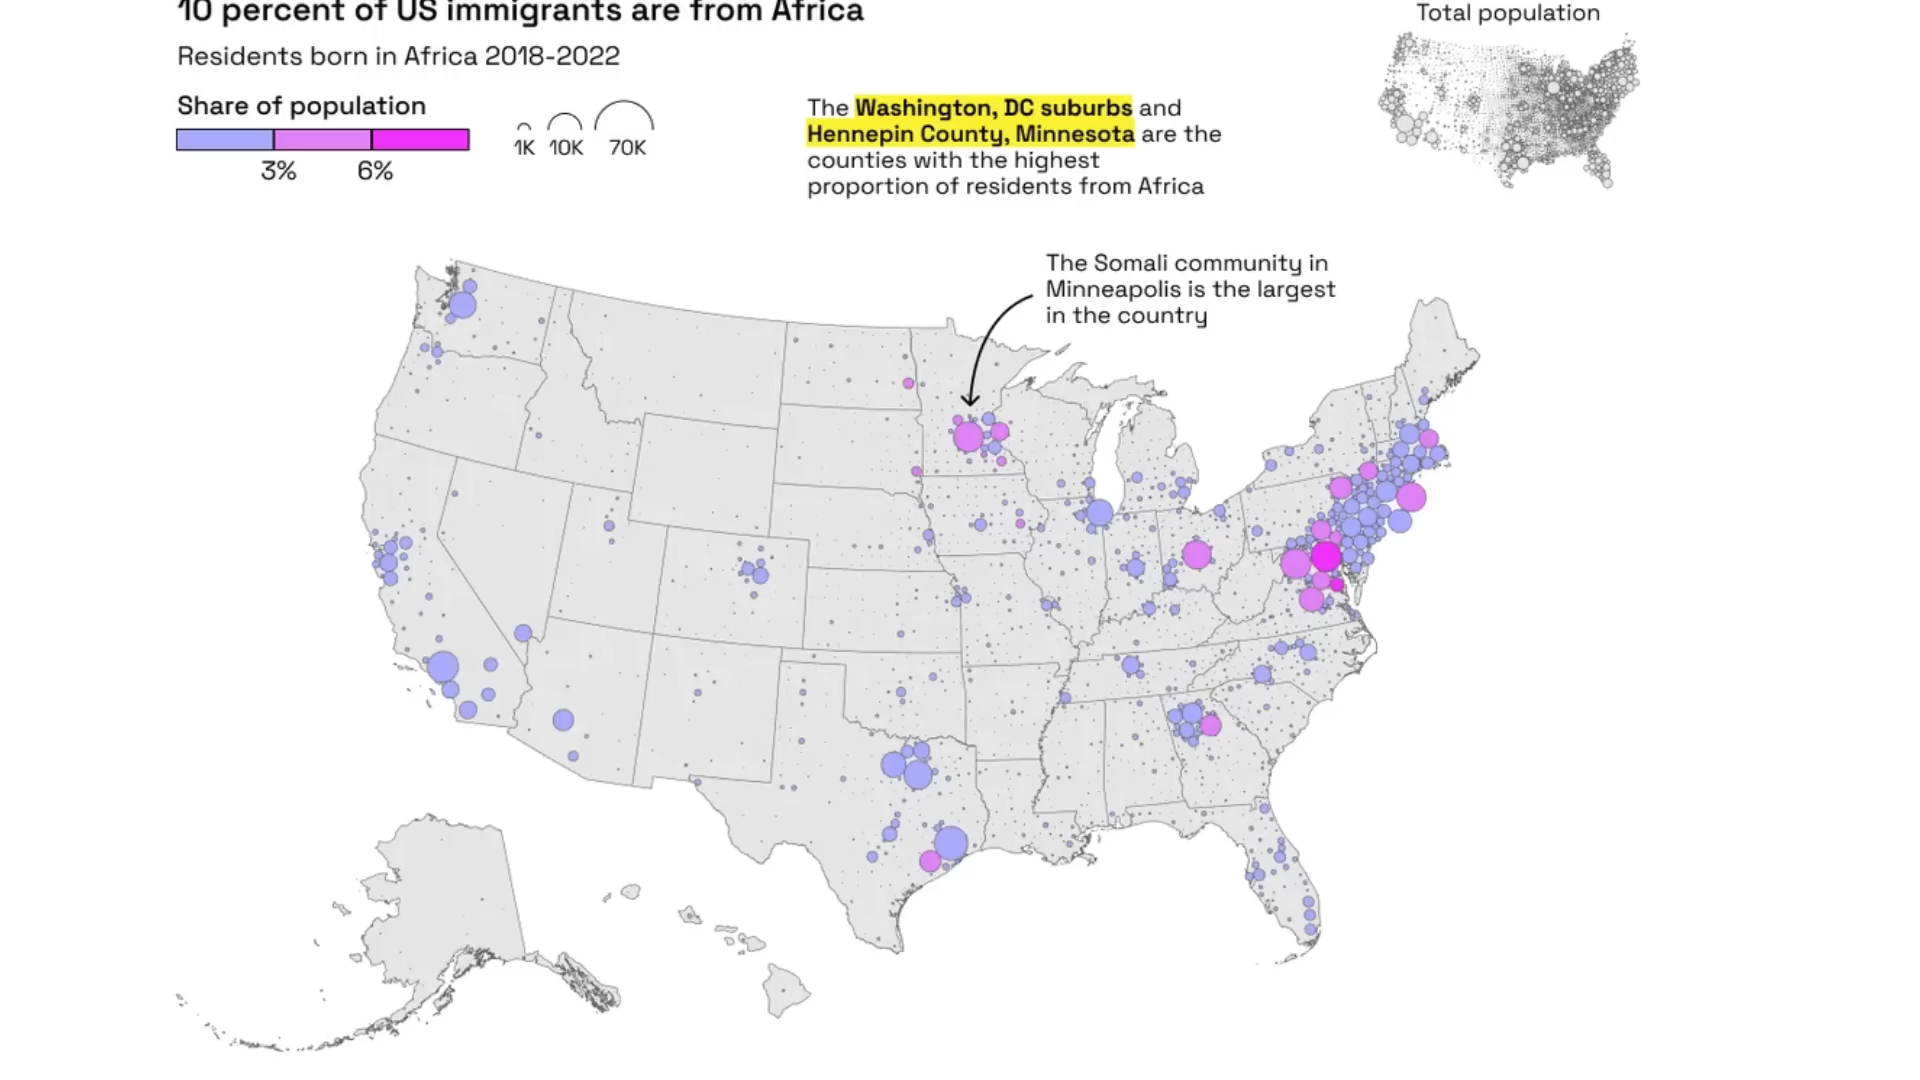 10 percent of US immigrants are from Africa
Residents born in Africa 2018-2022
Share of population
3%
6%
1K
10K
70K
The Washington, DC suburbs and
Hennepin County, Minnesota are the
counties with the highest
proportion of residents from Africa
Total population
The Somali community in
Minneapolis is the largest
in the country